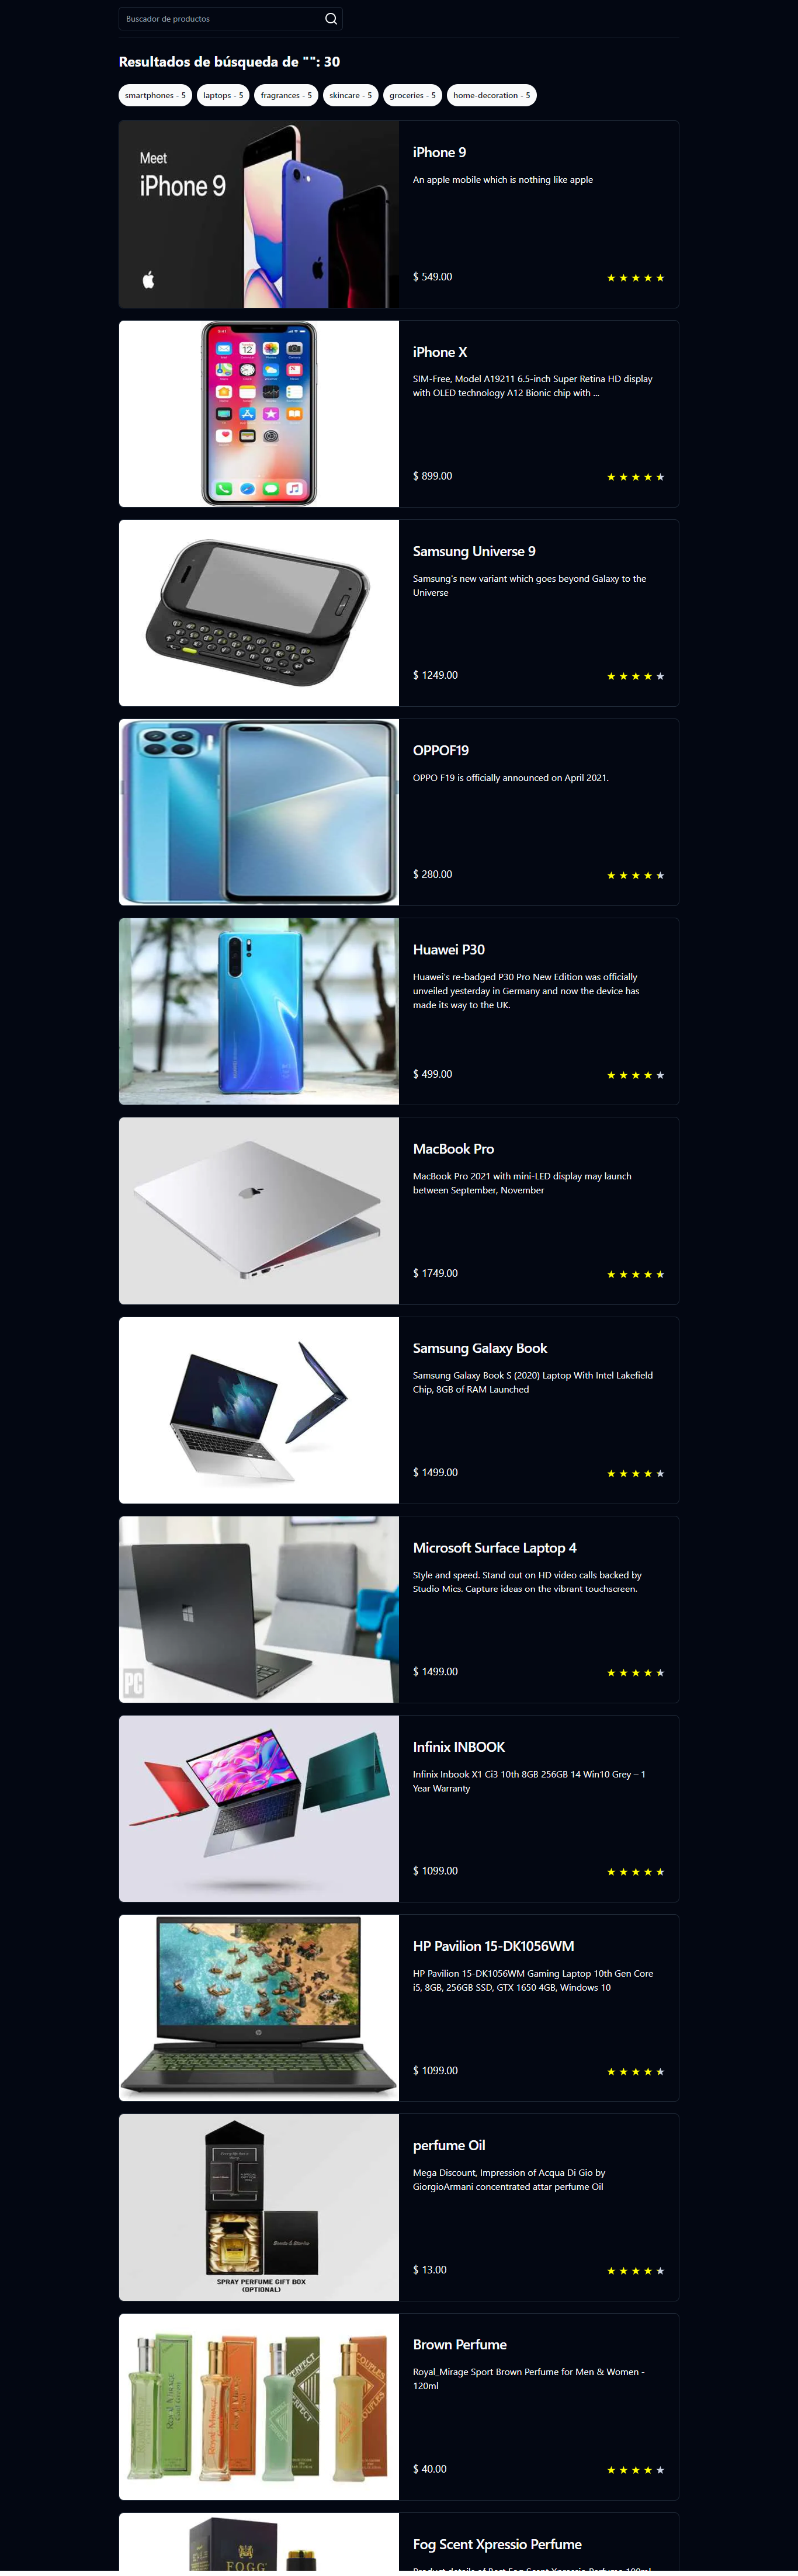 Buscador de productos
Resultados de búsqueda de "": 30
smartphones - 5
laptops - 5
fragrances - 5
skincare - 5
groceries - 5
home-decoration - 5
Meet
iPhone 9
iPhone 9
An apple mobile which is nothing like apple
$ 549.00
iPhone X
SIM-Free, Model A19211 6.5-inch Super Retina HD display
with OLED technology A12 Bionic chip with ...
$ 899.00
Samsung Universe 9
Samsung's new variant which goes beyond Galaxy to the
Universe
$ 1249.00
OPPOF19
OPPO F19 is officially announced on April 2021.
$ 280.00
Huawei P30
Huawei's re-badged P30 Pro New Edition was officially
unveiled yesterday in Germany and now the device has
made its way to the UK.
$ 499.00
MacBook Pro
MacBook Pro 2021 with mini-LED display may launch
between September, November
$ 1749.00
Samsung Galaxy Book
Samsung Galaxy Book S (2020) Laptop With Intel Lakefield
Chip, 8GB of RAM Launched
$ 1499.00
PC
Microsoft Surface Laptop 4
Style and speed. Stand out on HD video calls backed by
Studio Mics. Capture ideas on the vibrant touchscreen.
$ 1499.00
Infinix INBOOK
Infinix Inbook X1 Ci3 10th 8GB 256GB 14 Win10 Grey – 1
Year Warranty
$ 1099.00
HP Pavilion 15-DK1056WM
HP Pavilion 15-DK1056WM Gaming Laptop 10th Gen Core
i5, 8GB, 256GB SSD, GTX 1650 4GB, Windows 10
$ 1099.00
SPRAY PERFUME GIFT BOX
(OPTIONAL)
perfume Oil
Mega Discount, Impression of Acqua Di Gio by
GiorgioArmani concentrated attar perfume Oil
$ 13.00
PERFECT
COUPLES
Brown Perfume
Royal_Mirage Sport Brown Perfume for Men & Women -
120ml
$ 40.00
FOGG
Fog Scent Xpressio Perfume
Product details of Best Fog Scent Xpressio Perfume 100ml